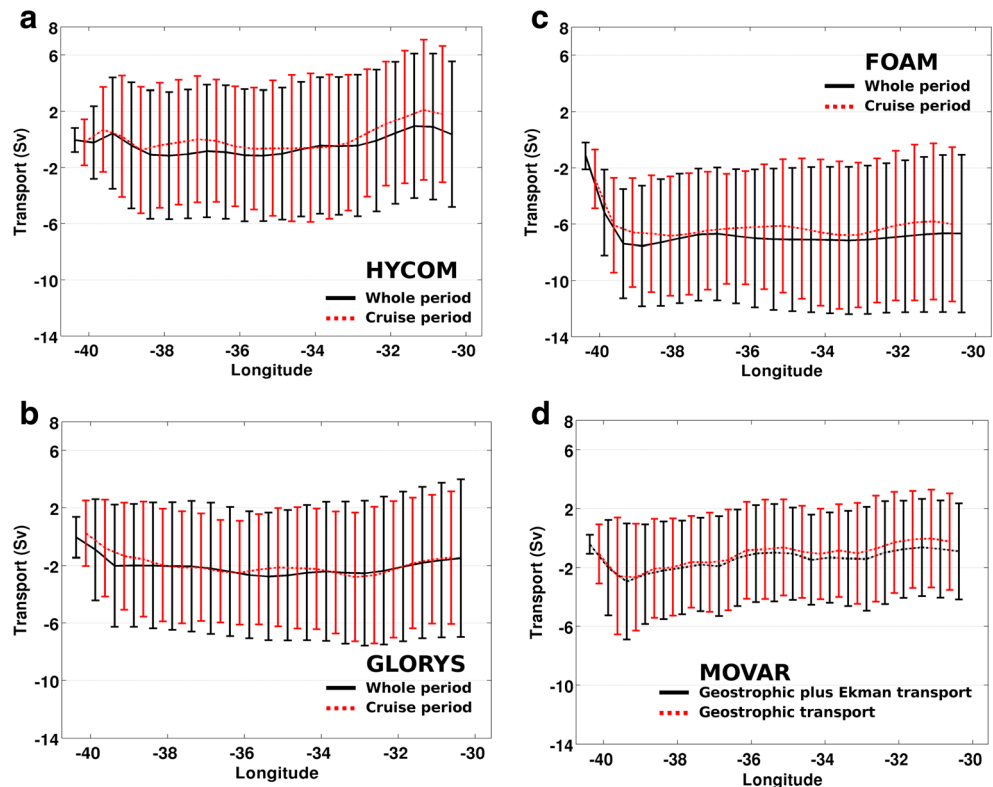 a
8
6
2
-2
-6
-10
-14
Transport (Sv)
HYCOM
Whole period
Cruise period
-40
-38
-36
-34
-32
-30
Longitude
c
8
6
2
-2
-6
-10
-14
Transport (Sv)
FOAM
Whole period
Cruise period
-40
-38
-36
-34
-32
-30
Longitude
b
8
6
2
-2
-6
-10
-14
Transport (Sv)
GLORYS
Whole period
Cruise period
-40
-38
-36
-34
-32
-30
Longitude
d
8
6
2
-2
-6
-10
-14
Transport (Sv)
MOVAR
Geostrophic plus Ekman transport
Geostrophic transport
-40
-38
-36
-34
-32
-30
Longitude